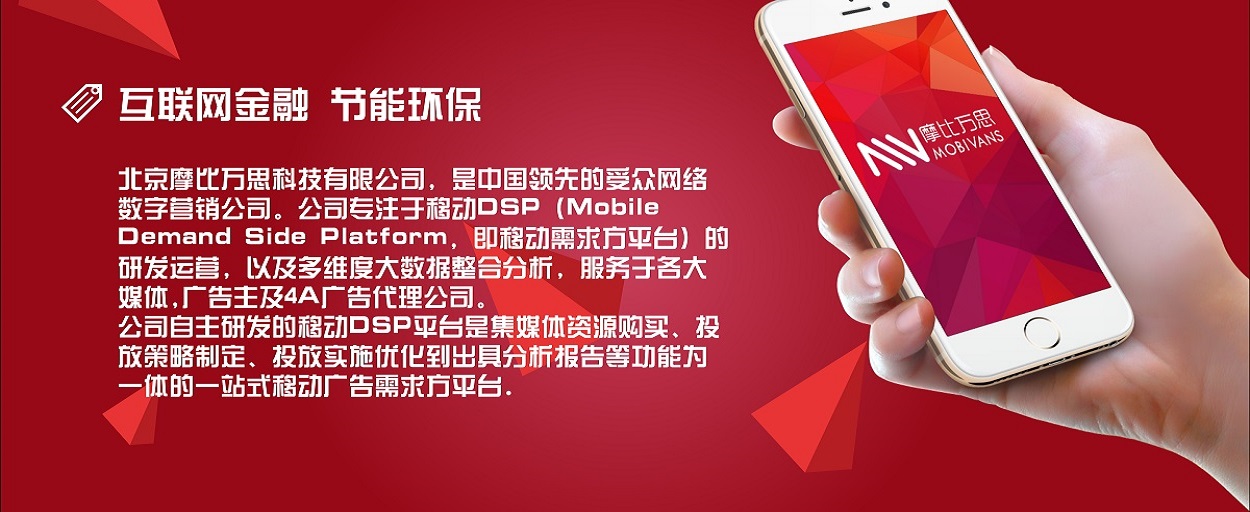 互联网金融 节能环保
北京摩比万思科技有限公司，是中国领先的受众网络
数字营销公司。公司专注于移动DSP（Mobile
Demand Side Platform，即移动需求方平台）的
研发运营，以及多维度大数据整合分析，服务于各大
媒体,广告主及4A广告代理公司。
公司自主研发的移动DSP平台是集媒体资源购买、投
放策略制定、投放实施优化到出具分析报告等功能为
一体的一站式移动广告需求方平台.
摩比万思
MOBIVANS